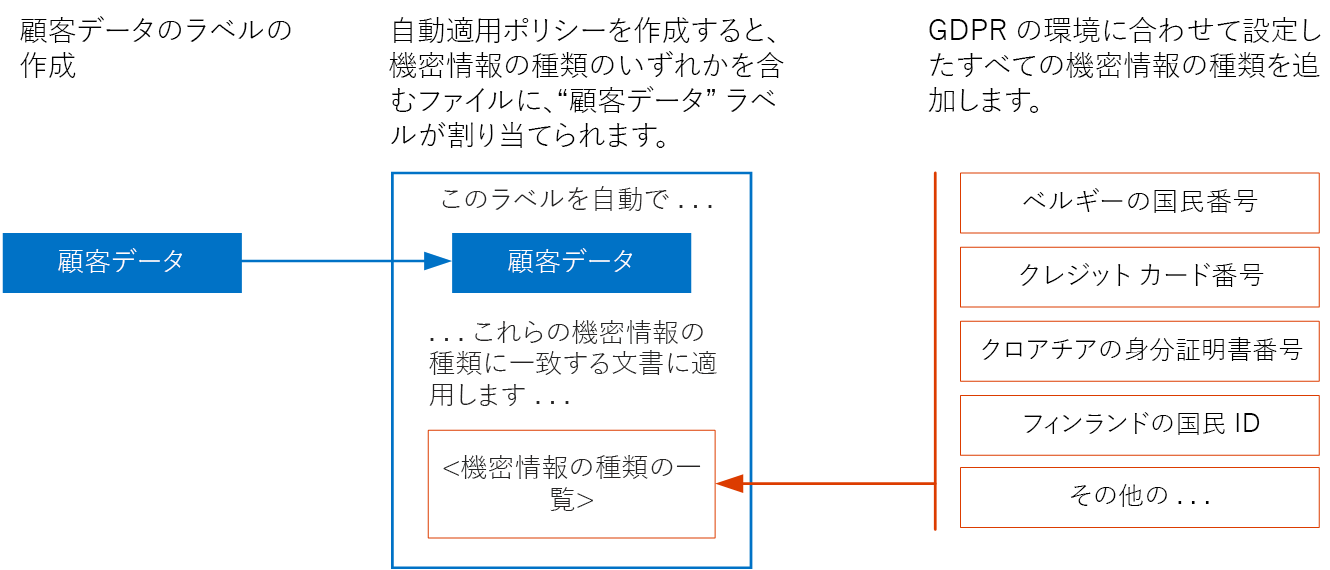 顧客データのラベルの
作成
自動適用ポリシーを作成すると、
機密情報の種類のいずれかを含
むファイルに、“顧客データ” ラベ
ルが割り当てられます。
GDPR の環境に合わせて設定し
たすべての機密情報の種類を追
加します。
顧客データ
このラベルを自動で . . .
顧客データ
. . . これらの機密情報の
種類に一致する文書に適
用します . . .
<機密情報の種類の一
覧>
ベルギーの国民番号
クレジット カード番号
クロアチアの身分証明書番号
フィンランドの国民 ID
その他の . . .